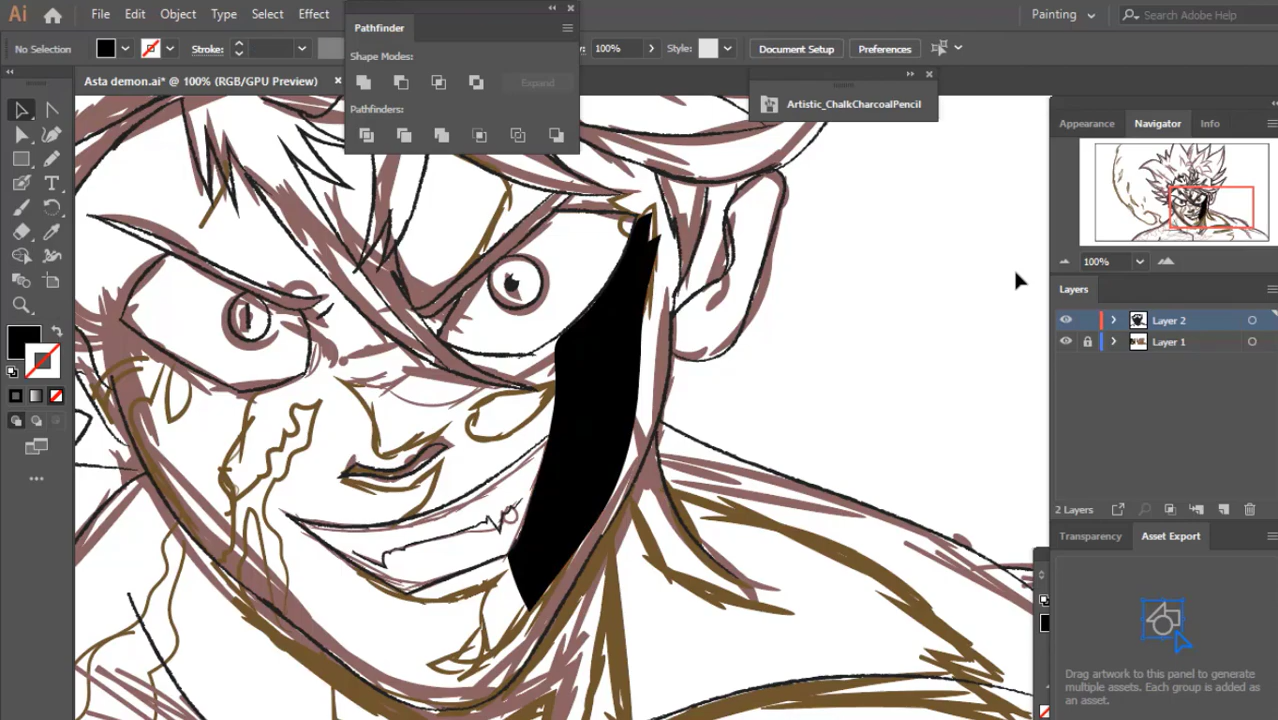 Ai File Edit Object Type Select Effect Painting Search Adobe Help
Pathfinder
No Selection Stroke: 100% Style: Document Setup Preferences
Shape Modes:
Expand
Pathfinders:
Asta demon.ai* @ 100% (RGB/GPU Preview)
Artistic_ChalkCharcoalPencil
Appearance Navigator Info
100%
Layers
Layer 2
Layer 1
2 Layers
Transparency Asset Export
Drag artwork to this panel to generate
multiple assets. Each group is added as
an asset.